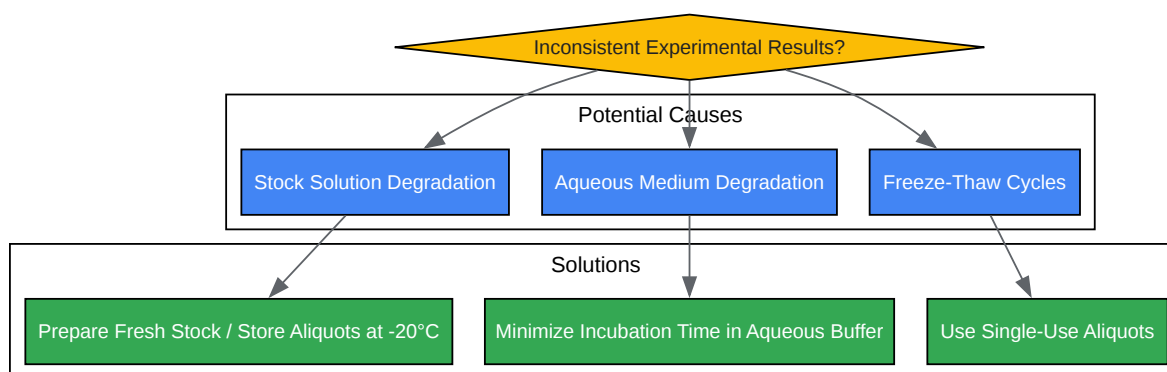 Inconsistent Experimental Results?
Potential Causes
Stock Solution Degradation
Aqueous Medium Degradation
Freeze-Thaw Cycles
Solutions
Prepare Fresh Stock / Store Aliquots at -20°C
Minimize Incubation Time in Aqueous Buffer
Use Single-Use Aliquots